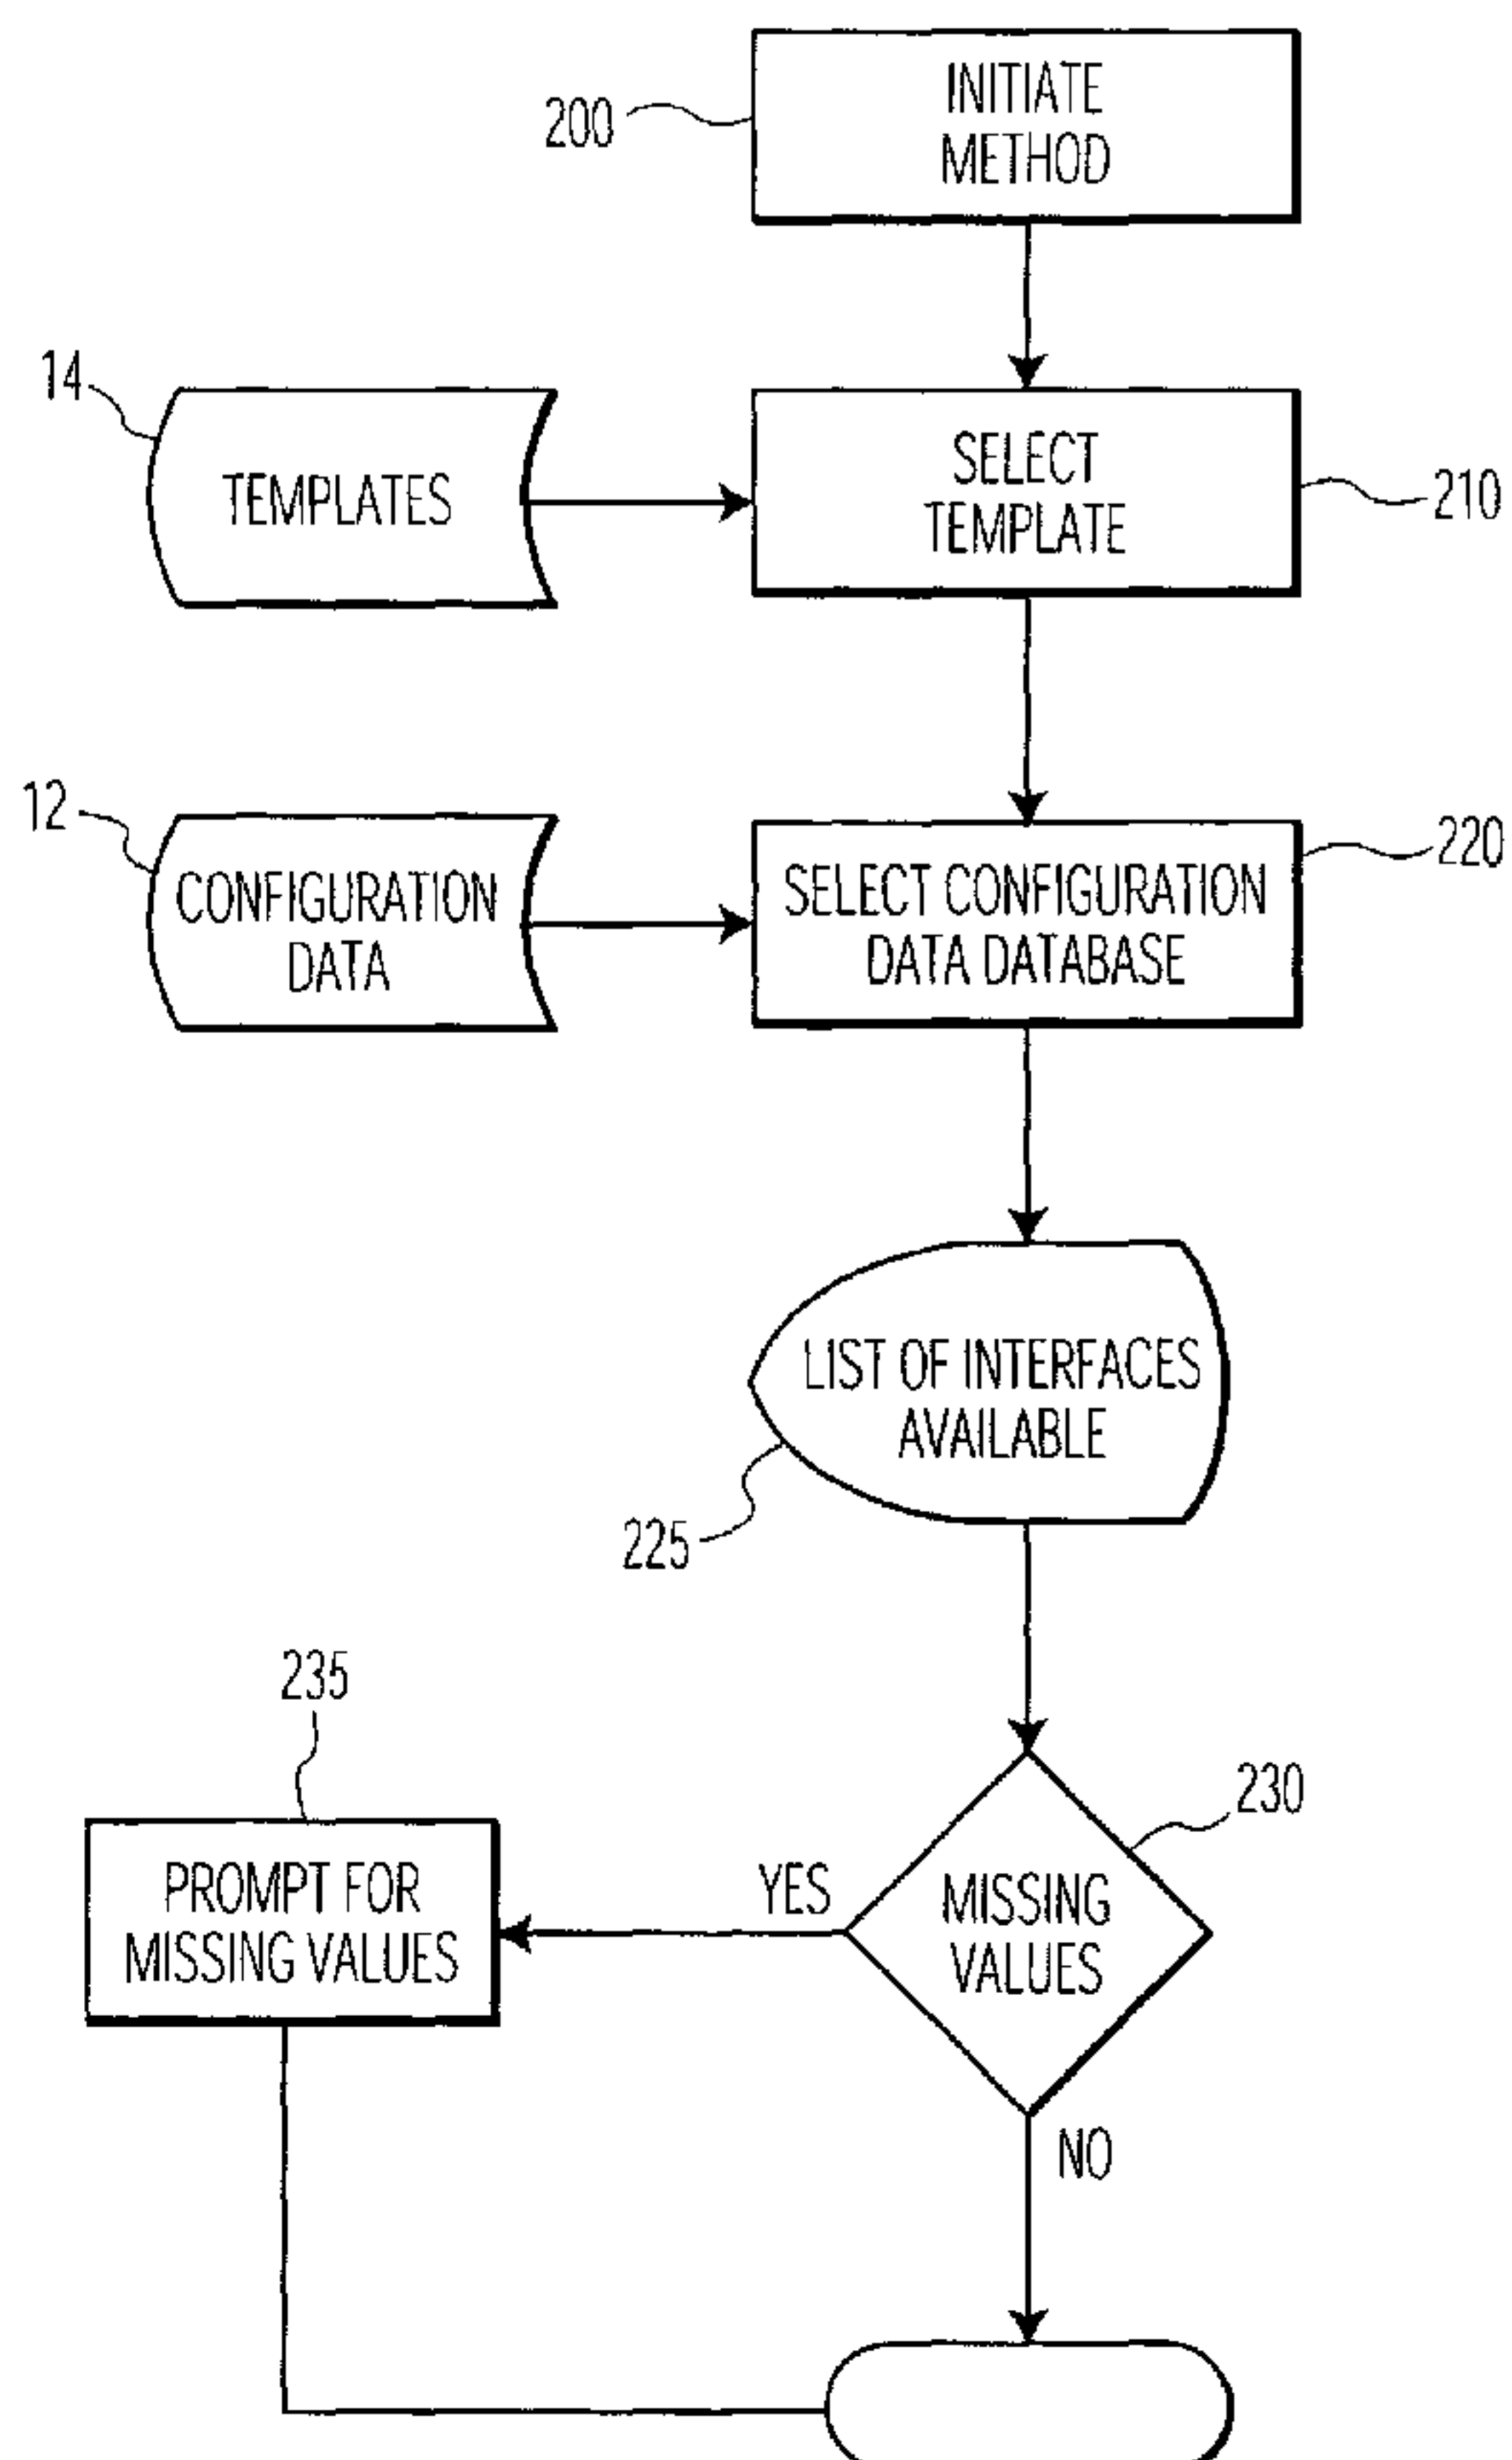 200
INITIATE
METHOD
14
TEMPLATES
SELECT
TEMPLATE
210
12
CONFIGURATION
DATA
SELECT CONFIGURATION
DATA DATABASE
220
LIST OF INTERFACES
AVAILABLE
225
235
PROMPT FOR
MISSING VALUES
YES
MISSING
VALUES
230
NO